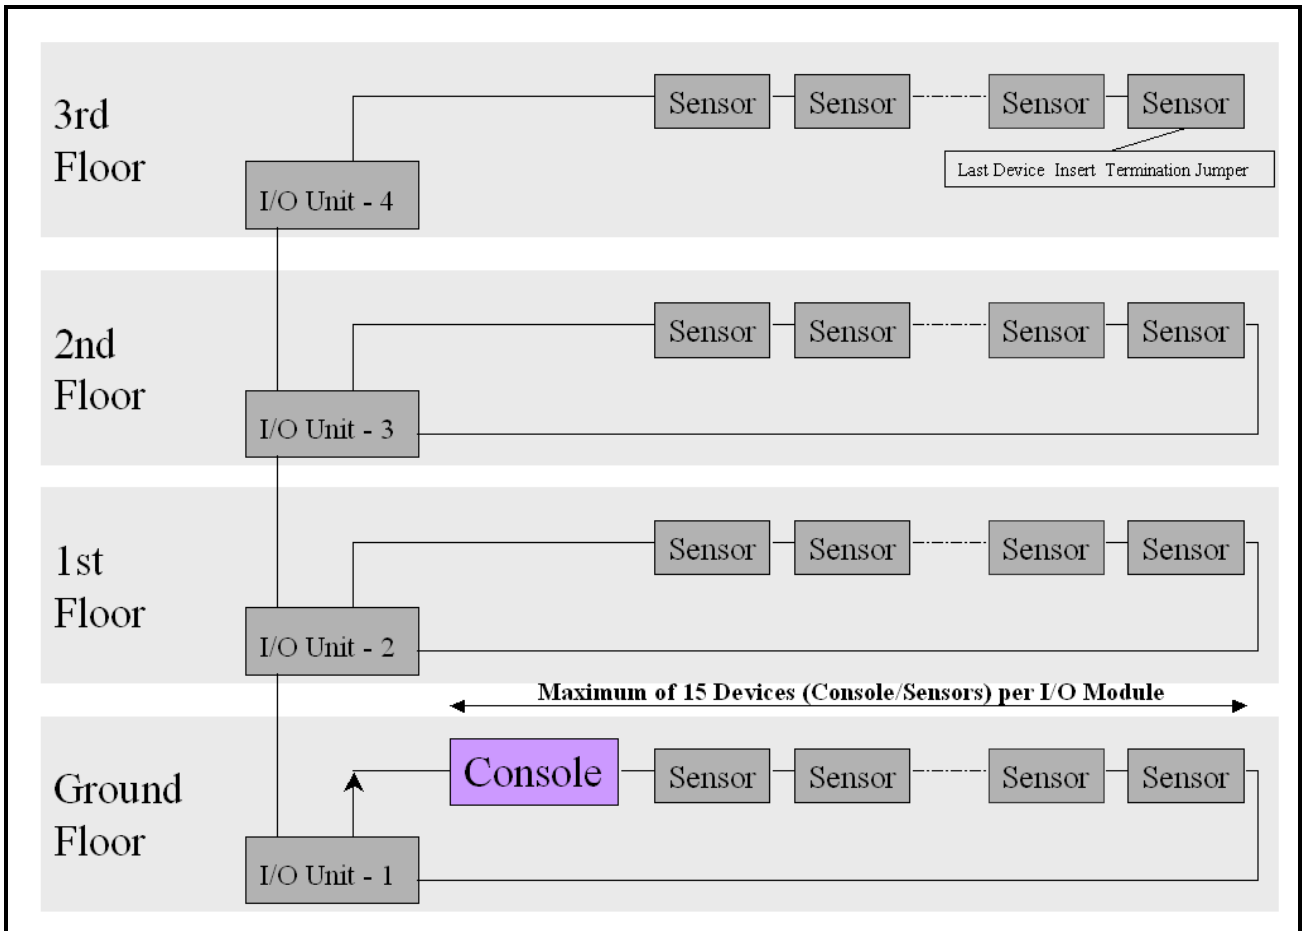 3rd
Floor
Sensor Sensor Sensor Sensor
Last Device Insert Termination Jumper
I/O Unit - 4
2nd
Floor
Sensor Sensor Sensor Sensor
I/O Unit - 3
1st
Floor
Sensor Sensor Sensor Sensor
I/O Unit - 2
Maximum of 15 Devices (Console/Sensors) per I/O Module
Ground
Floor
Console Sensor Sensor Sensor Sensor
I/O Unit - 1